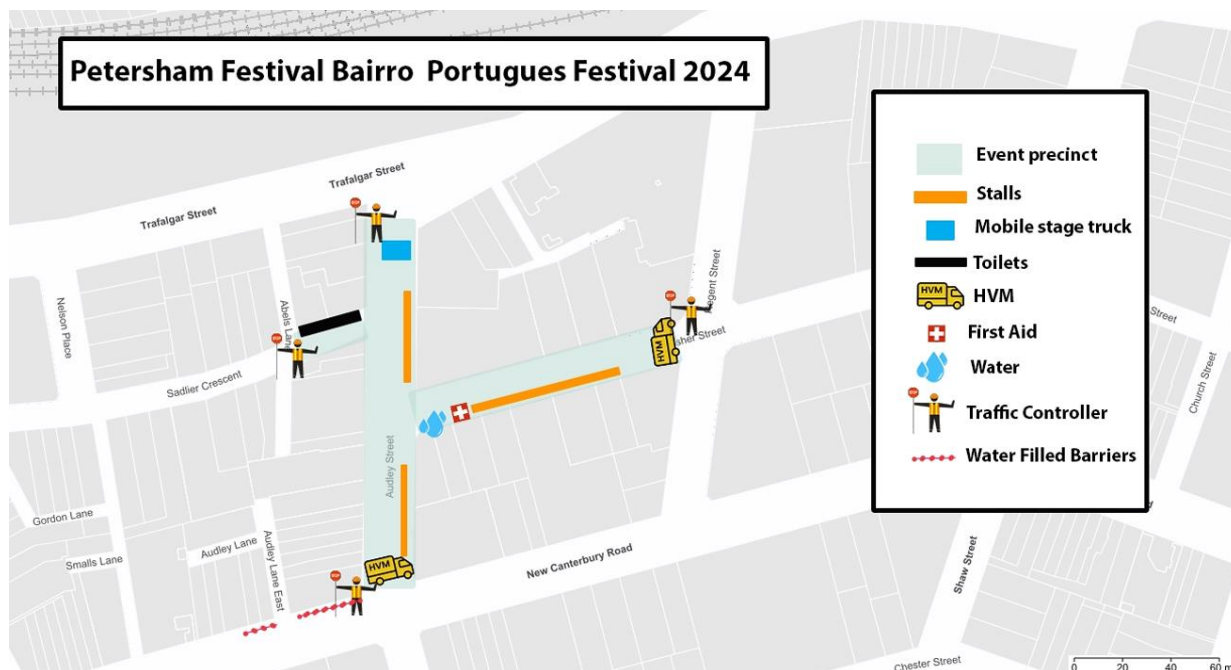 Petersham Festival Bairro  Portugues Festival 2024
Event precinct
Stalls
Mobile stage truck
Toilets
HVM
HVM
First Aid
Water
Traffic Controller
Water Filled Barriers
Trafalgar Street
Trafalgar Street
Nelson Place
Abels Lane
Sadlier Crescent
Audley Street
HVM
Street
Church Street
Gordon Lane
Smalls Lane
Audley Lane
Audley Lane East
HVM
New Canterbury Road
Shaw Street
Chester Street
0 20 40 60 m